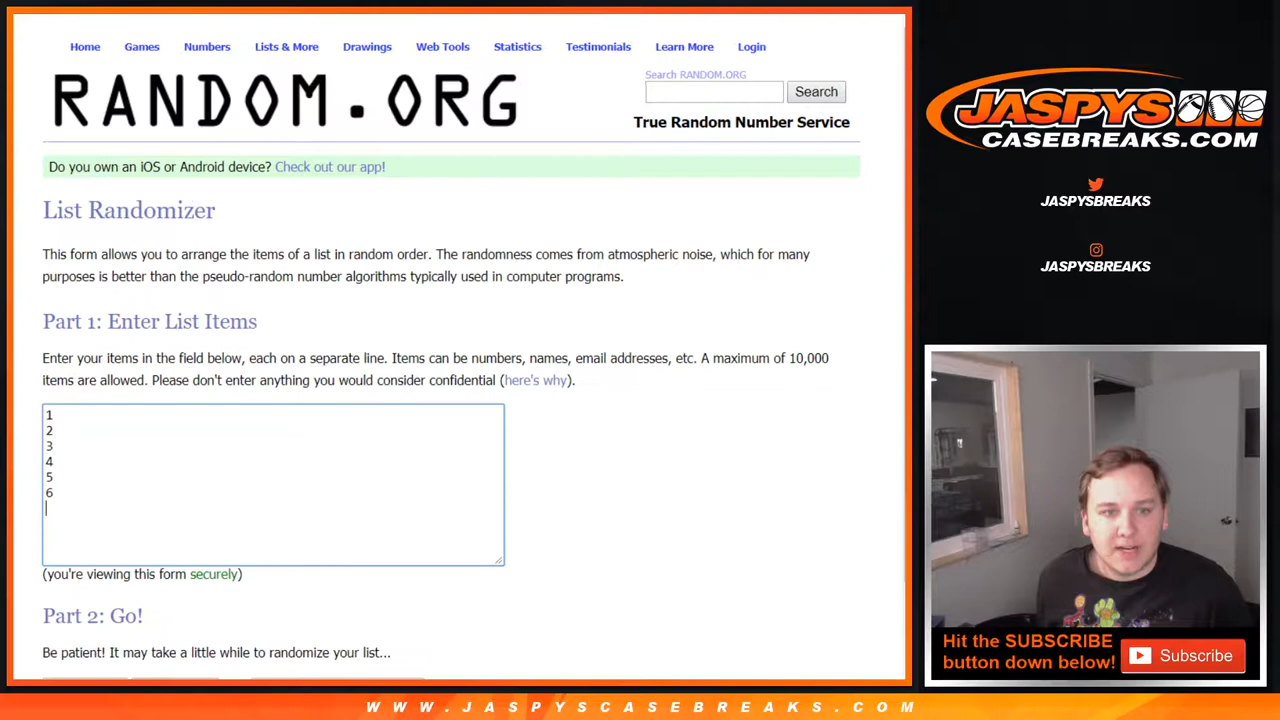 Home Games Numbers Lists & More Drawings Web Tools Statistics Testimonials Learn More Login
RANDOM.ORG
Search RANDOM.ORG
Search
True Random Number Service
Do you own an iOS or Android device? Check out our app!
List Randomizer
This form allows you to arrange the items of a list in random order. The randomness comes from atmospheric noise, which for many
purposes is better than the pseudo-random number algorithms typically used in computer programs.
Part 1: Enter List Items
Enter your items in the field below, each on a separate line. Items can be numbers, names, email addresses, etc. A maximum of 10,000
items are allowed. Please don't enter anything you would consider confidential (here's why).
1
2
3
4
5
6
(you're viewing this form securely)
Part 2: Go!
Be patient! It may take a little while to randomize your list...
JASPYS
CASEBREAKS.COM
JASPYSBREAKS
JASPYSBREAKS
Hit the SUBSCRIBE
button down below!
Subscribe
WWW.JASPYSCASEBREAKS.COM